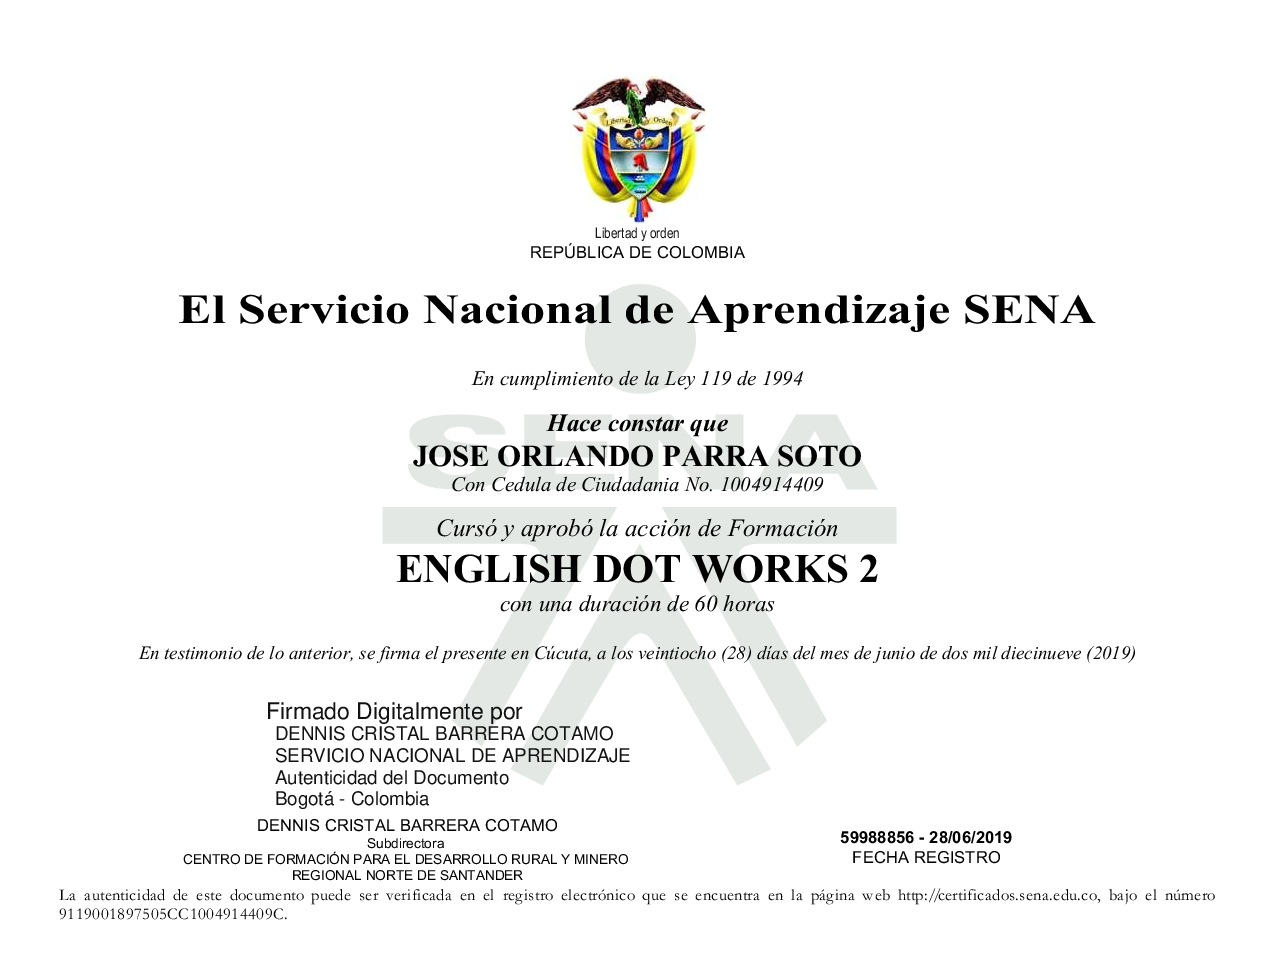 Libertad y Orden
Libertad y orden
REPÚBLICA DE COLOMBIA
El Servicio Nacional de Aprendizaje SENA
En cumplimiento de la Ley 119 de 1994
SENA
Hace constar que
JOSE ORLANDO PARRA SOTO
Con Cedula de Ciudadania No. 1004914409
Cursó y aprobó la acción de Formación
ENGLISH DOT WORKS 2
con una duración de 60 horas
En testimonio de lo anterior, se firma el presente en Cúcuta, a los veintiocho (28) días del mes de junio de dos mil diecinueve (2019)
Firmado Digitalmente por
DENNIS CRISTAL BARRERA COTAMO
SERVICIO NACIONAL DE APRENDIZAJE
Autenticidad del Documento
Bogotá - Colombia
DENNIS CRISTAL BARRERA COTAMO
Subdirectora
CENTRO DE FORMACIÓN PARA EL DESARROLLO RURAL Y MINERO
REGIONAL NORTE DE SANTANDER
59988856 - 28/06/2019
FECHA REGISTRO
La autenticidad de este documento puede ser verificada en el registro electrónico que se encuentra en la página web http://certificados.sena.edu.co, bajo el número
9119001897505CC1004914409C.